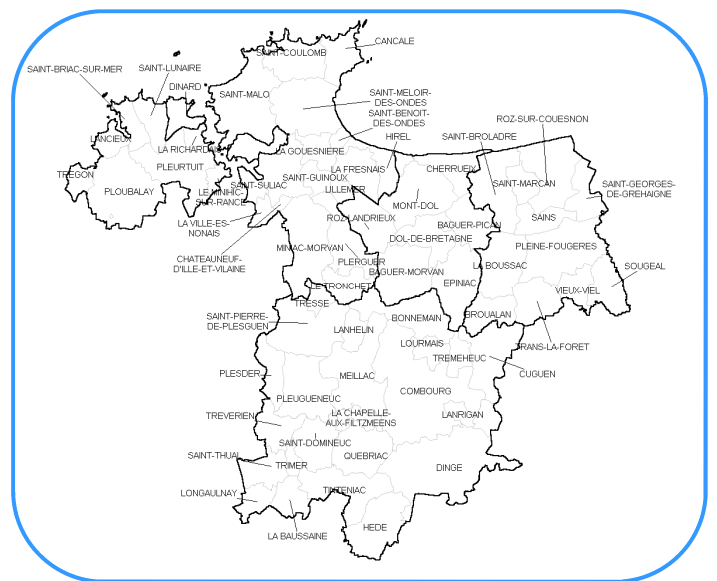 CANCALE
SAINT-COULOMB
SAINT-BRIAC-SUR-MER
SAINT-LUNAIRE
DINARD
SAINT-MALO
SAINT-MELOIR-
DES-ONDES
SAINT-BENOIT-
DES-ONDES
ROZ-SUR-COUESNON
HIREL
SAINT-BROLADRE
LANCIEUX
LA RICHARDAIS
LA GOUESNIERE
PLEURTUIT
LA FRESNAIS
CHERRUEIX
TREGON
SAINT-GUINOUX
SAINT-SULIAC
LILLEMER
SAINT-MARCAN
SAINT-GEORGES-
DE-GREHAIGNE
PLOUBALAY
LE MINIHIC-
SUR-RANCE
MONT-DOL
ROZ-LANDRIEUX
SAINS
LA VILLE-ES-
NONAIS
BAGUER-PICAN
DOL-DE-BRETAGNE
MINIAC-MORVAN
PLEINE-FOUGERES
CHATEAUNEUF-
D'ILLE-ET-VILAINE
PLERGUER
BAGUER-MORVAN
LA BOUSSAC
SOUGEAL
LE TRONCHET
EPINIAC
VIEUX-VIEL
TRESSE
SAINT-PIERRE-
DE-PLESGUEN
BONNEMAIN
BROUALAN
LANHELIN
LOURMAIS
TRANS-LA-FORET
TREMEHEUC
CUGUEN
PLESDER
MEILLAC
COMBOURG
PLEUGUENEUC
TREVERIEN
LA CHAPELLE-
AUX-FILTZMEENS
LANRIGAN
SAINT-DOMINEUC
SAINT-THUAL
QUEBRIAC
TRIMER
DINGE
LONGAULNAY
TINTENIAC
HEDE
LA BAUSSAINE